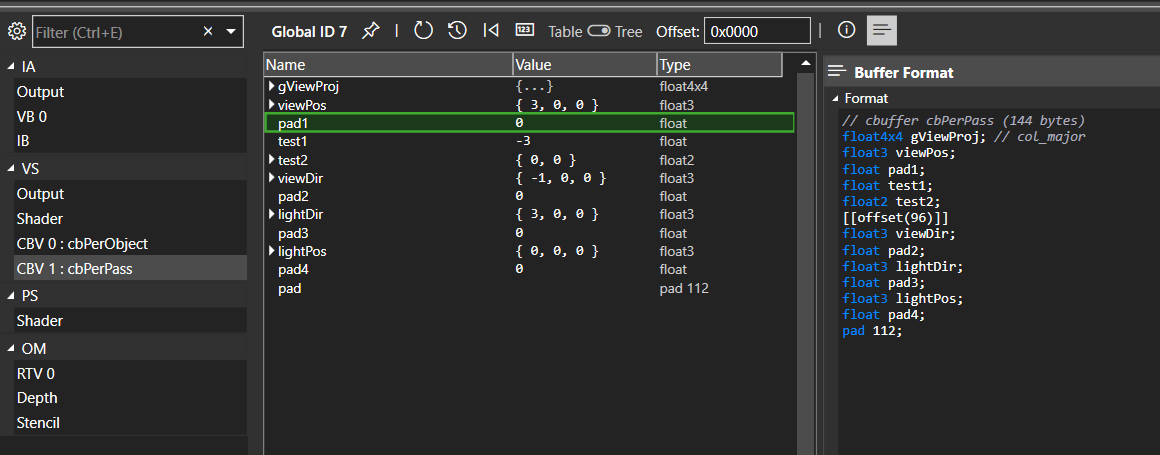 Filter (Ctrl+E)
IA
Output
VB 0
IB
VS
Output
Shader
CBV 0 : cbPerObject
CBV 1 : cbPerPass
PS
Shader
OM
RTV 0
Depth
Stencil
Global ID 7 123 Table Tree Offset: 0x0000
Name Value Type
gViewProj {...} float4x4
viewPos { 3, 0, 0 } float3
pad1 0 float
test1 -3 float
test2 { 0, 0 } float2
viewDir { -1, 0, 0 } float3
pad2 0 float
lightDir { 3, 0, 0 } float3
pad3 0 float
lightPos { 0, 0, 0 } float3
pad4 0 float
pad pad 112
Buffer Format
Format
// cbuffer cbPerPass (144 bytes)
float4x4 gViewProj; // col_major
float3 viewPos;
float pad1;
float test1;
float2 test2;
[[offset(96)]]
float3 viewDir;
float pad2;
float3 lightDir;
float pad3;
float3 lightPos;
float pad4;
pad 112;